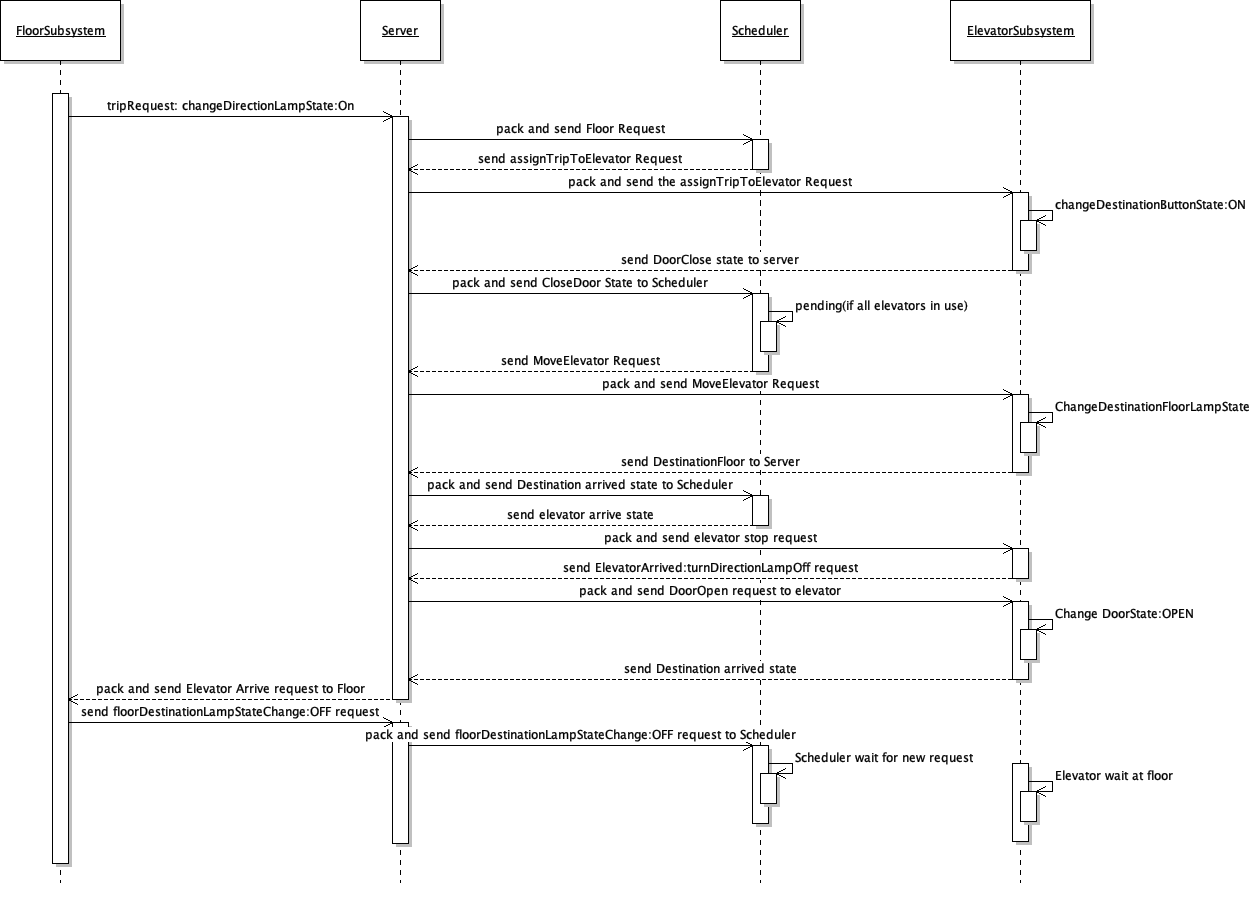 FloorSubsystem
Server
Scheduler
ElevatorSubsystem
tripRequest: changeDirectionLampState:On
pack and send Floor Request
send assignTripToElevator Request
pack and send the assignTripToElevator Request
changeDestinationButtonState:ON
send DoorClose state to server
pack and send CloseDoor State to Scheduler
pending(if all elevators in use)
send MoveElevator Request
pack and send MoveElevator Request
ChangeDestinationFloorLampState
send DestinationFloor to Server
pack and send Destination arrived state to Scheduler
send elevator arrive state
pack and send elevator stop request
send ElevatorArrived:turnDirectionLampOff request
pack and send DoorOpen request to elevator
Change DoorState:OPEN
send Destination arrived state
pack and send Elevator Arrive request to Floor
send floorDestinationLampStateChange:OFF request
pack and send floorDestinationLampStateChange:OFF request to Scheduler
Scheduler wait for new request
Elevator wait at floor